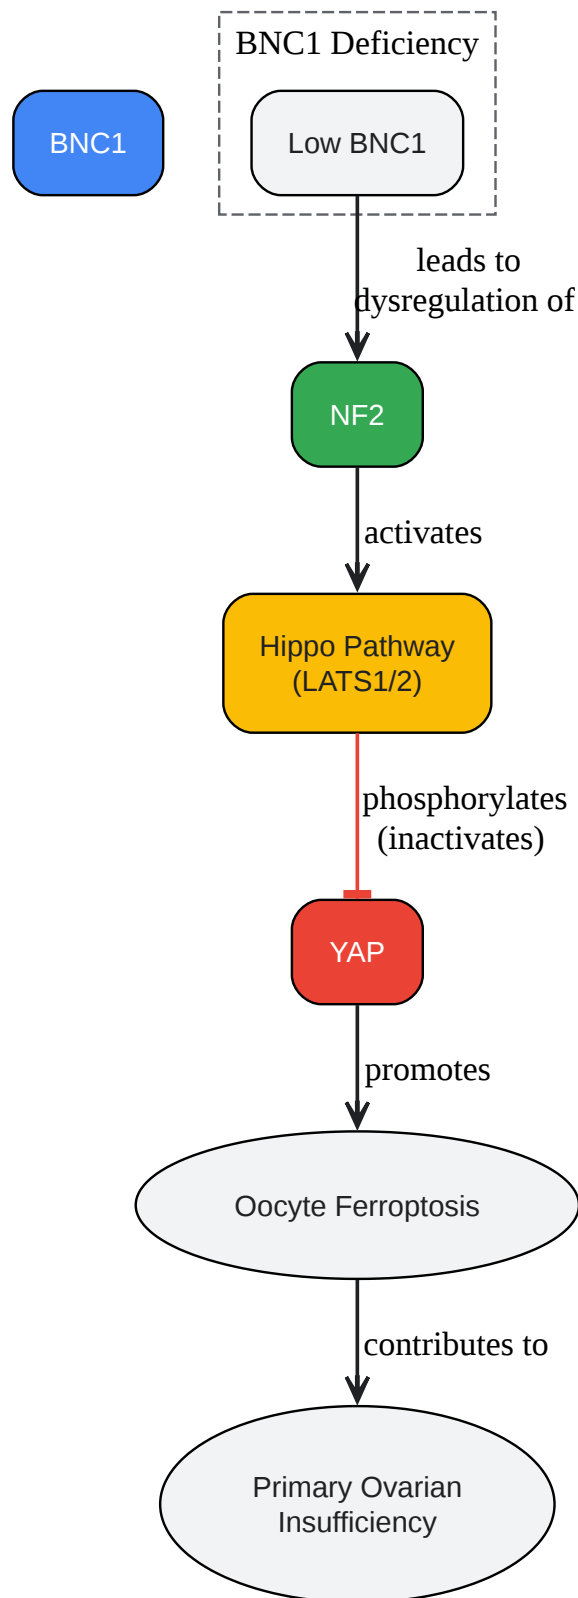 BNC1 Deficiency
BNC1
Low BNC1
leads to
dysregulation of
NF2
activates
Hippo Pathway
(LATS1/2)
phosphorylates
(inactivates)
YAP
promotes
Oocyte Ferroptosis
contributes to
Primary Ovarian
Insufficiency